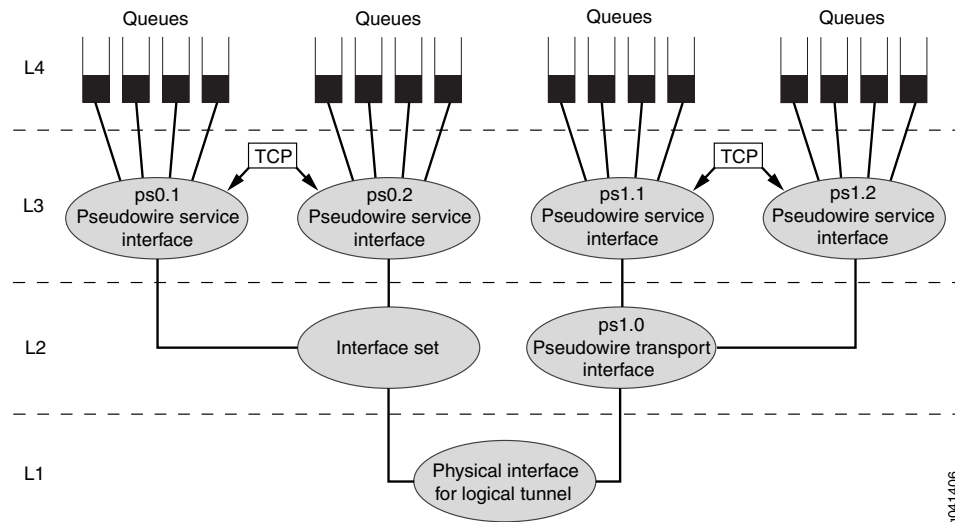 Queues
Queues
Queues
Queues
L4
TCP
TCP
L3
ps0.1
Pseudowire service
interface
ps0.2
Pseudowire service
interface
ps1.1
Pseudowire service
interface
ps1.2
Pseudowire service
interface
L2
Interface set
ps1.0
Pseudowire transport
interface
L1
Physical interface
for logical tunnel
g041406